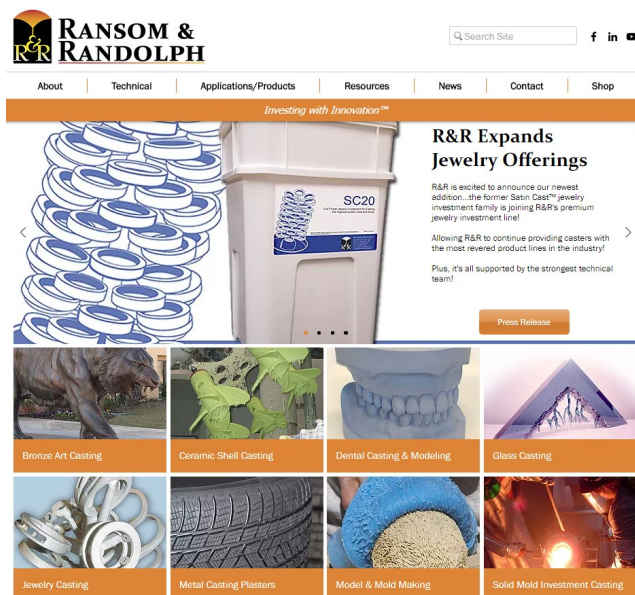 RANSOM &
RANDOLPH
R&R
Search Site
About
Technical
Applications/Products
Resources
News
Contact
Shop
Investing with Innovation™
R&R Expands
Jewelry Offerings
R&R is excited to announce our newest
addition...the former Satin Cast™ jewelry
investment family is joining R&R's premium
jewelry investment line!
Allowing R&R to continue providing casters with
the most revered product lines in the industry!
Plus, it's all supported by the strongest technical
team!
Press Release
SC20
Bronze Art Casting
Ceramic Shell Casting
Dental Casting & Modeling
Glass Casting
Jewelry Casting
Metal Casting Plasters
Model & Mold Making
Solid Mold Investment Casting